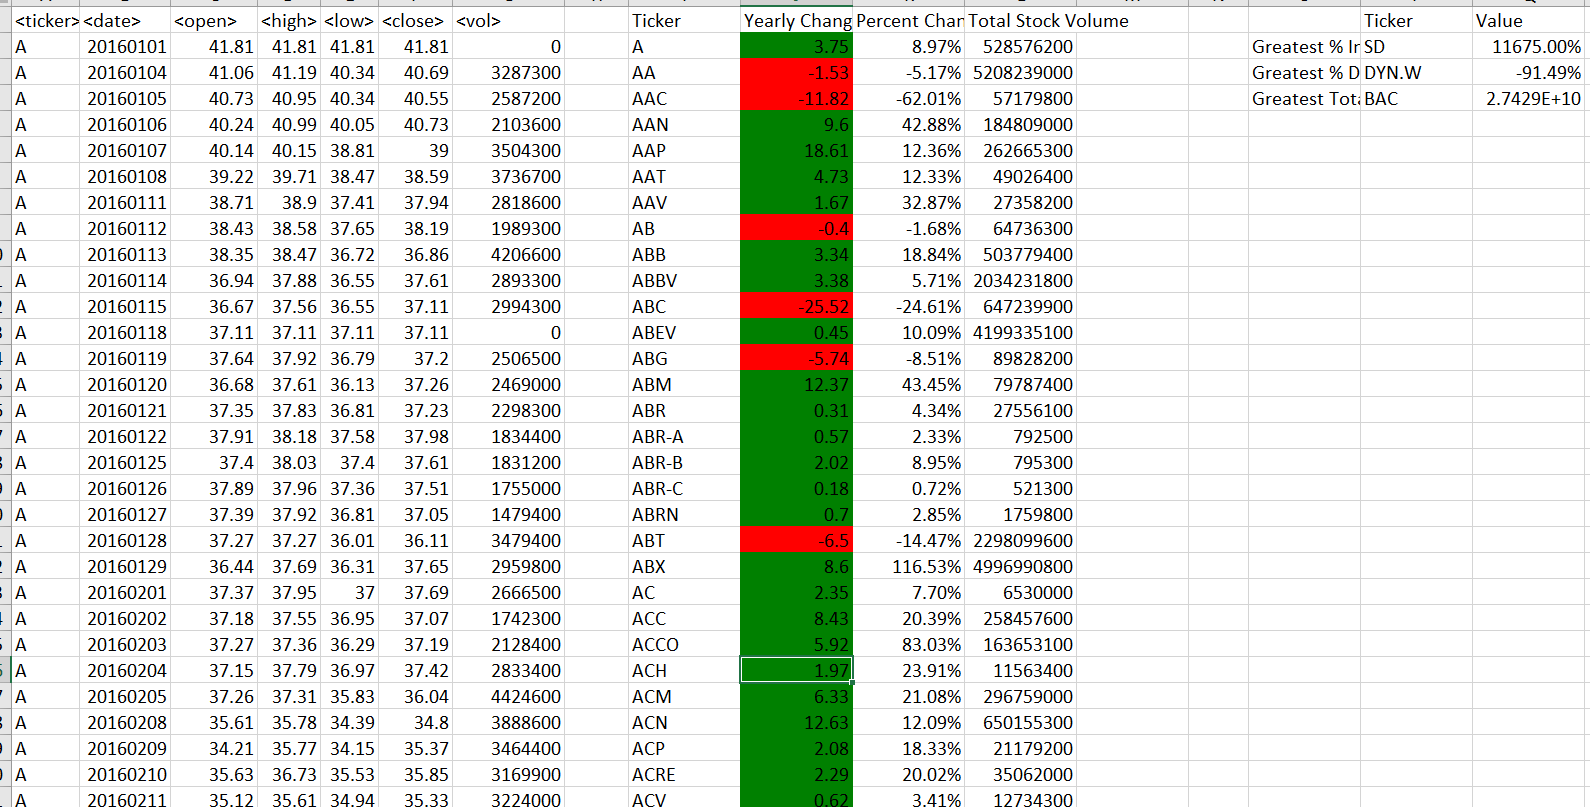 <ticker> <date> <open> <high> <low> <close> <vol> Ticker Yearly Chang Percent Char Total Stock Volume Ticker Value
A 20160101 41.81 41.81 41.81 41.81 0 A 3.75 8.97% 528576200 Greatest % Ir SD 11675.00%
A 20160104 41.06 41.19 40.34 40.69 3287300 AA -1.53 -5.17% 5208239000 Greatest % D DYN.W -91.49%
A 20160105 40.73 40.95 40.34 40.55 2587200 AAC -11.82 -62.01% 57179800 Greatest Tota BAC 2.7429E+10
A 20160106 40.24 40.99 40.05 40.73 2103600 AAN 9.6 42.88% 184809000
A 20160107 40.14 40.15 38.81 39 3504300 AAP 18.61 12.36% 262665300
A 20160108 39.22 39.71 38.47 38.59 3736700 AAT 4.73 12.33% 49026400
A 20160111 38.71 38.9 37.41 37.94 2818600 AAV 1.67 32.87% 27358200
A 20160112 38.43 38.58 37.65 38.19 1989300 AB -0.4 -1.68% 64736300
A 20160113 38.35 38.47 36.72 36.86 4206600 ABB 3.34 18.84% 503779400
A 20160114 36.94 37.88 36.55 37.61 2893300 ABBV 3.38 5.71% 2034231800
A 20160115 36.67 37.56 36.55 37.11 2994300 ABC -25.52 -24.61% 647239900
A 20160118 37.11 37.11 37.11 37.11 0 ABEV 0.45 10.09% 4199335100
A 20160119 37.64 37.92 36.79 37.2 2506500 ABG -5.74 -8.51% 89828200
A 20160120 36.68 37.61 36.13 37.26 2469000 ABM 12.37 43.45% 79787400
A 20160121 37.35 37.83 36.81 37.23 2298300 ABR 0.31 4.34% 27556100
A 20160122 37.91 38.18 37.58 37.98 1834400 ABR-A 0.57 2.33% 792500
A 20160125 37.4 38.03 37.4 37.61 1831200 ABR-B 2.02 8.95% 795300
A 20160126 37.89 37.96 37.36 37.51 1755000 ABR-C 0.18 0.72% 521300
A 20160127 37.39 37.92 36.81 37.05 1479400 ABRN 0.7 2.85% 1759800
A 20160128 37.27 37.27 36.01 36.11 3479400 ABT -6.5 -14.47% 2298099600
A 20160129 36.44 37.69 36.31 37.65 2959800 ABX 8.6 116.53% 4996990800
A 20160201 37.37 37.95 37 37.69 2666500 AC 2.35 7.70% 6530000
A 20160202 37.18 37.55 36.95 37.07 1742300 ACC 8.43 20.39% 258457600
A 20160203 37.27 37.36 36.29 37.19 2128400 ACCO 5.92 83.03% 163653100
A 20160204 37.15 37.79 36.97 37.42 2833400 ACH 1.97 23.91% 11563400
A 20160205 37.26 37.31 35.83 36.04 4424600 ACM 6.33 21.08% 296759000
A 20160208 35.61 35.78 34.39 34.8 3888600 ACN 12.63 12.09% 650155300
A 20160209 34.21 35.77 34.15 35.37 3464400 ACP 2.08 18.33% 21179200
A 20160210 35.63 36.73 35.53 35.85 3169900 ACRE 2.29 20.02% 35062000
A 20160211 35.12 35.61 34.94 35.33 3224000 ACV 0.62 3.41% 12734300